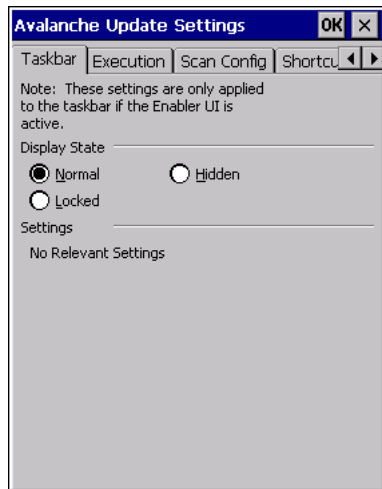 Avalanche Update Settings OK ×
Taskbar Execution Scan Config Shortcu
Note: These settings are only applied
to the taskbar if the Enabler UI is
active.
Display State
Normal Hidden
Locked
Settings
No Relevant Settings